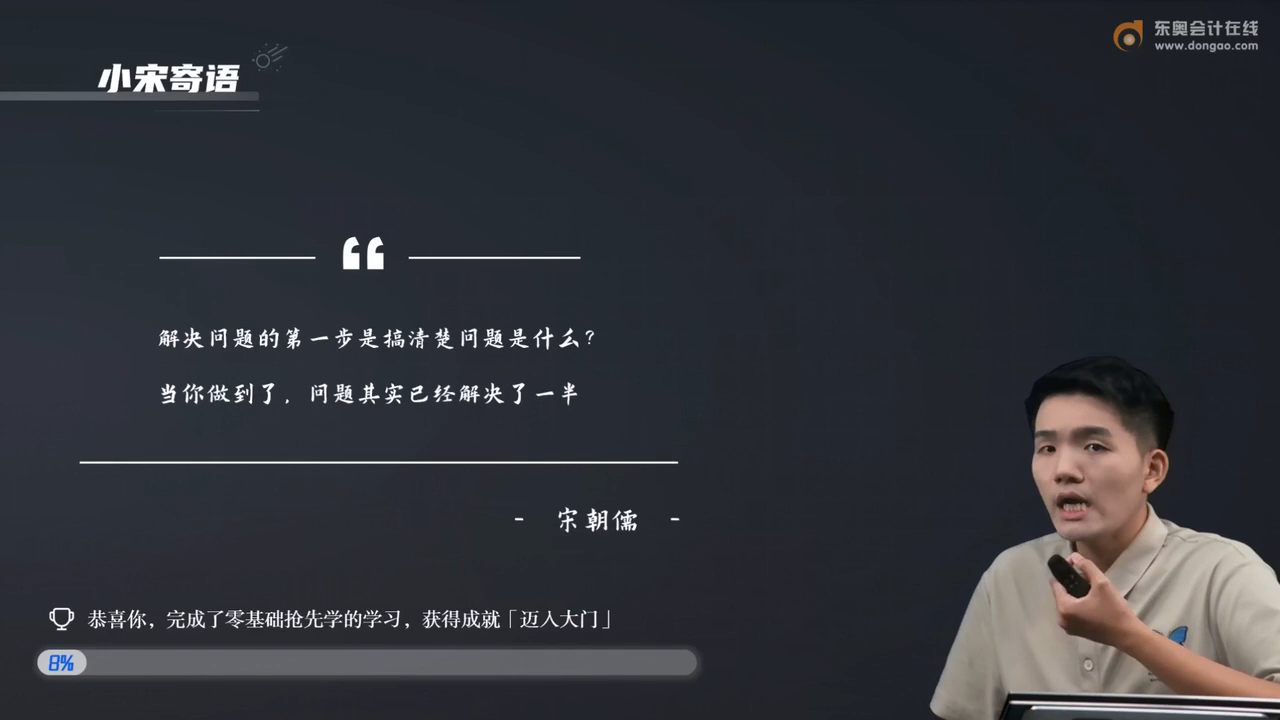 东奥会计在线
www.dongao.com
小宋寄语
解决问题的第一步是搞清楚问题是什么？
当你做到了，问题其实已经解决了一半
- 宋朝儒 -
恭喜你，完成了零基础抢先学的学习，获得成就「迈入大门」
8%